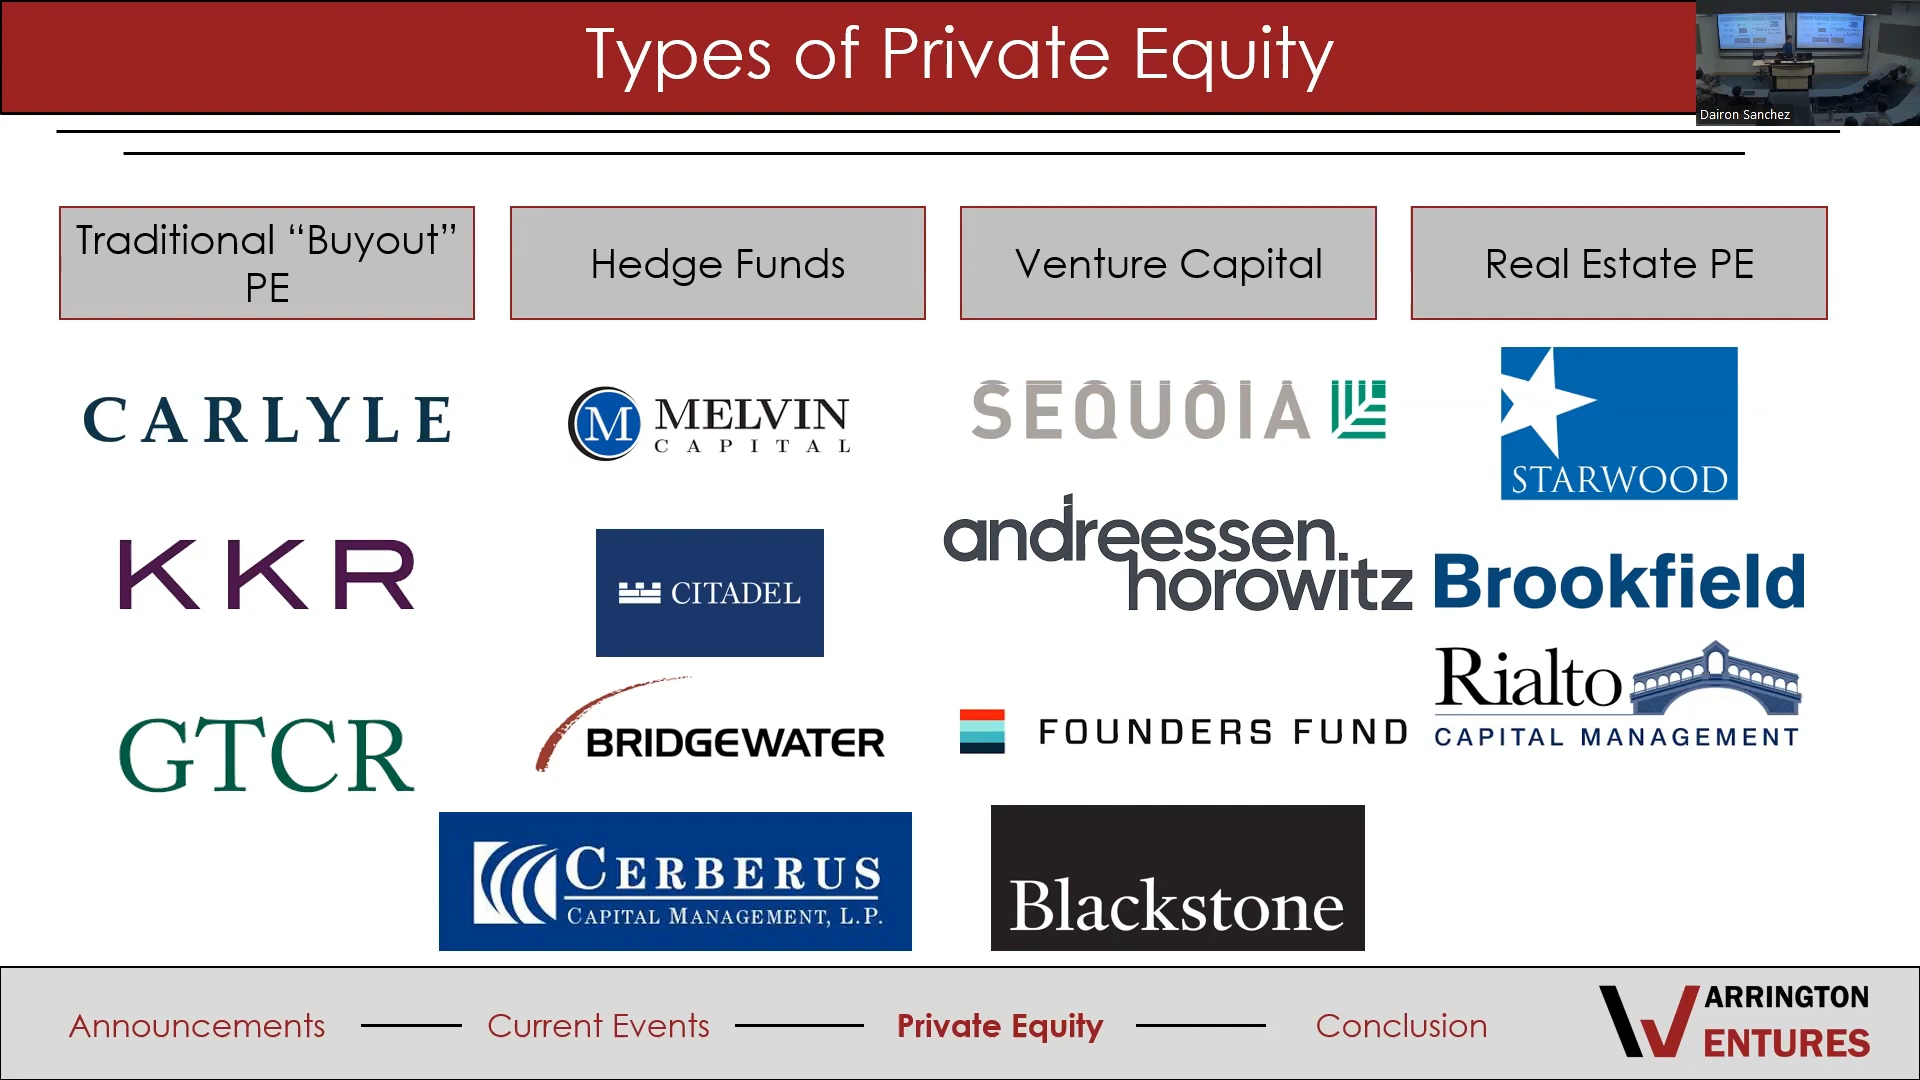 Types of Private Equity
Dairon Sanchez
Traditional “Buyout”
PE
Hedge Funds
Venture Capital
Real Estate PE
CARLYLE
KKR
GTCR
M MELVIN
CAPITAL
CITADEL
BRIDGEWATER
CERBERUS
CAPITAL MANAGEMENT, L.P.
SEQUOIA
andreessen.
horowitz
FOUNDERS FUND
Blackstone
STARWOOD
Brookfield
Rialto
CAPITAL MANAGEMENT
Announcements
Current Events
Private Equity
Conclusion
WARRINGTON
VENTURES